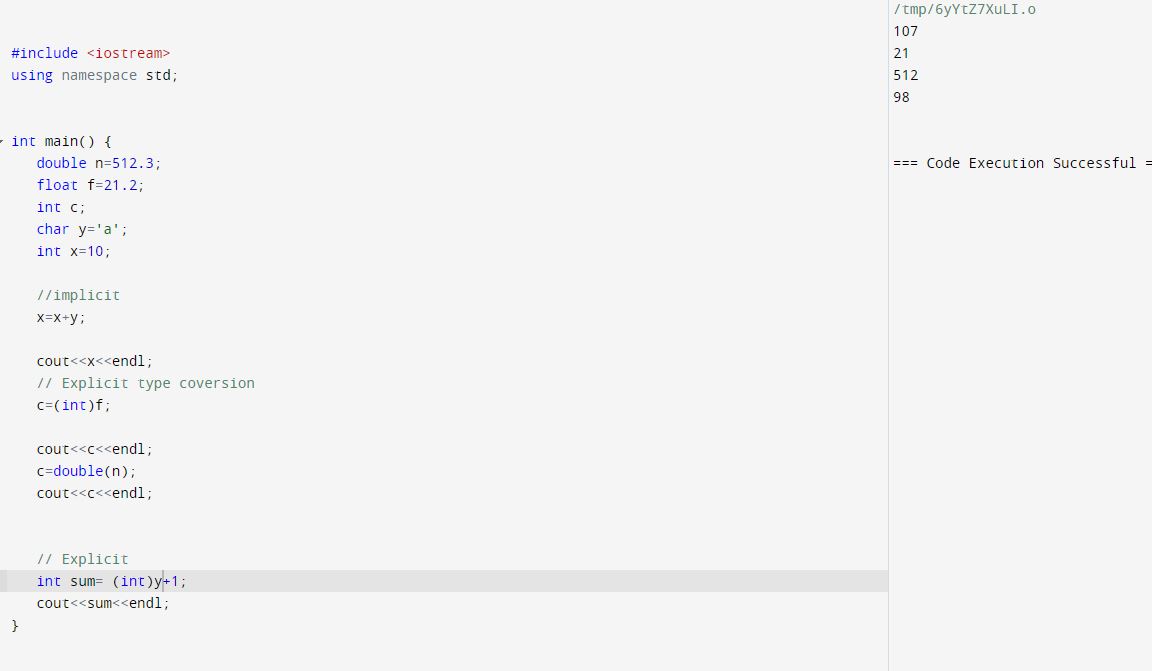 #include <iostream>
using namespace std;
int main() {
double n=512.3;
float f=21.2;
int c;
char y='a';
int x=10;
//implicit
x=x+y;
cout<<x<<endl;
// Explicit type coversion
c=(int)f;
cout<<c<<endl;
c=double(n);
cout<<c<<endl;
// Explicit
int sum= (int)y+1;
cout<<sum<<endl;
}
/tmp/6yYtZ7XuLI.o
107
21
512
98
=== Code Execution Successful =